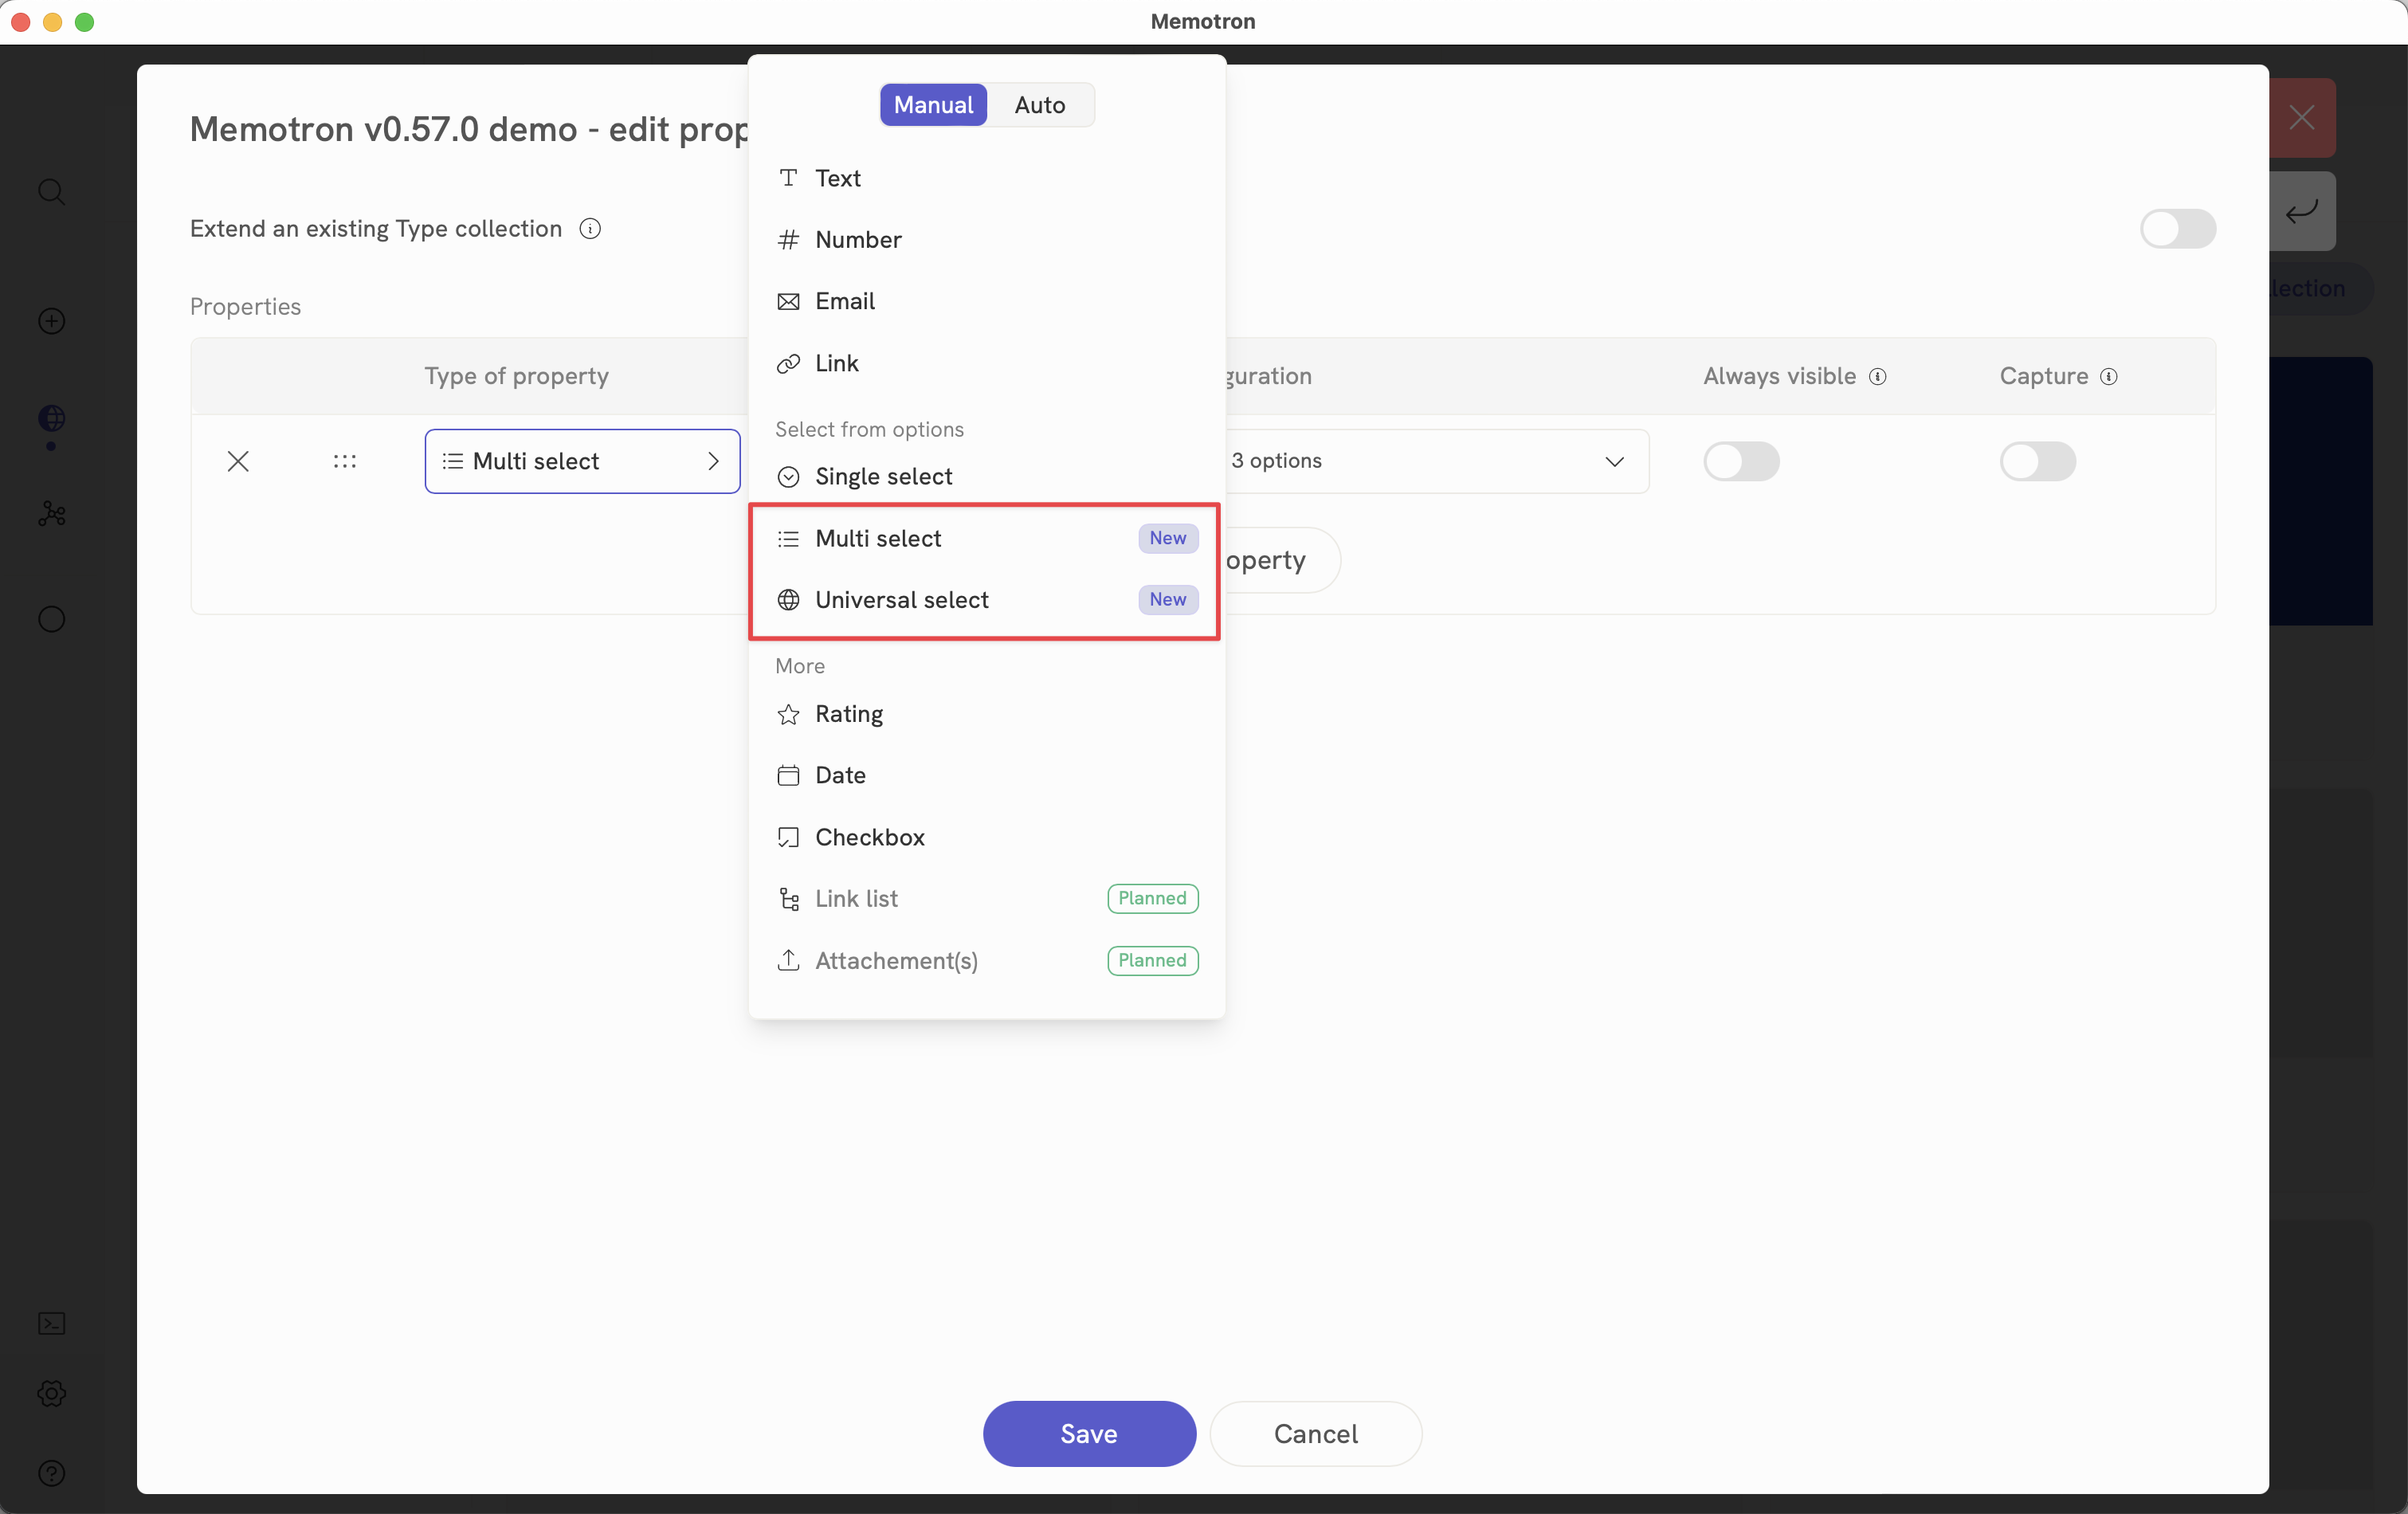 Memotron
Manual Auto
Memotron v0.57.0 demo - edit prop
Text
Extend an existing Type collection
Number
Email
Properties
Link
Type of property
guration
Always visible
Capture
Select from options
Multi select
3 options
Single select
Multi select New
operty
Universal select New
More
Rating
Date
Checkbox
Link list Planned
Attachement(s) Planned
Save
Cancel
lection